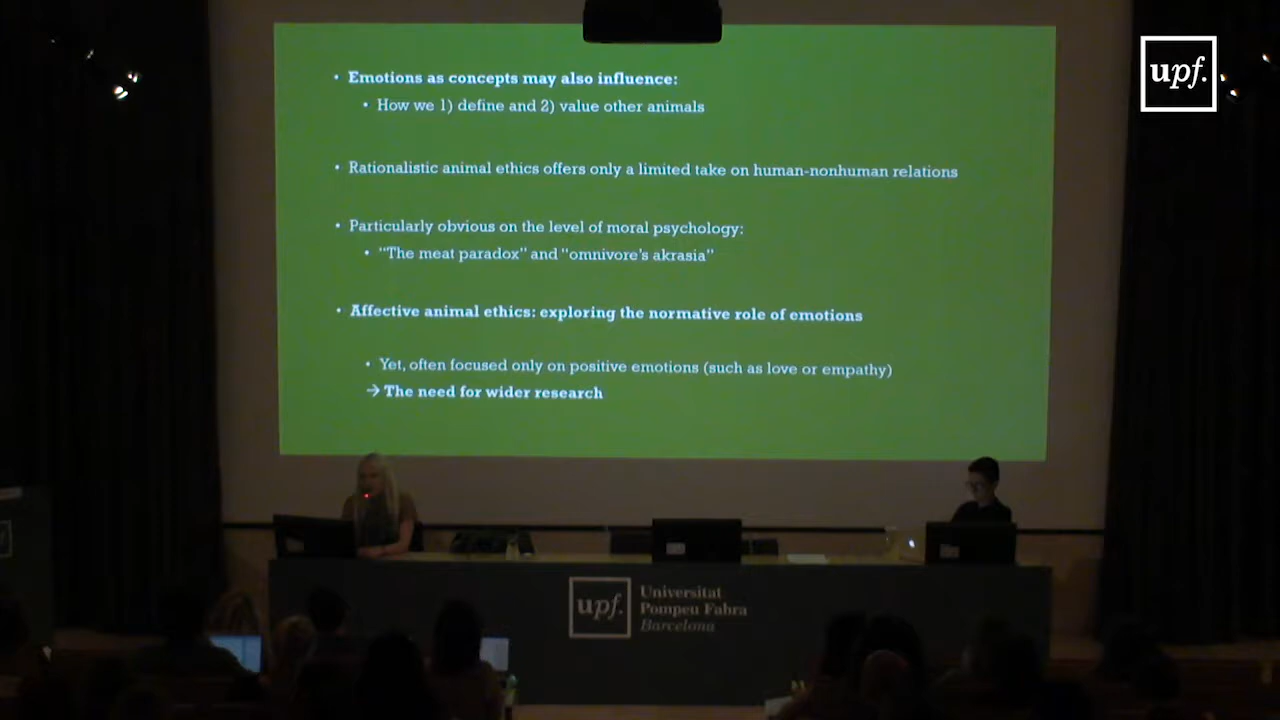 upf.
• Emotions as concepts may also influence:
• How we 1) define and 2) value other animals
• Rationalistic animal ethics offers only a limited take on human-nonhuman relations
• Particularly obvious on the level of moral psychology:
• "The meat paradox" and "omnivore's akrasia"
• Affective animal ethics: exploring the normative role of emotions
• Yet, often focused only on positive emotions (such as love or empathy)
→ The need for wider research
upf.
Universitat
Pompeu Fabra
Barcelona